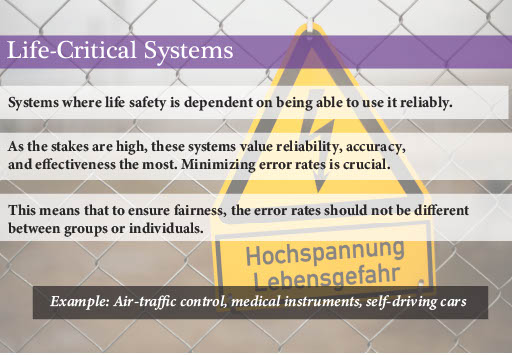 Life-Critical Systems
Systems where life safety is dependent on being able to use it reliably.
As the stakes are high, these systems value reliability, accuracy,
and effectiveness the most. Minimizing error rates is crucial.
This means that to ensure fairness, the error rates should not be different
between groups or individuals.
Hochspannung
Lebensgefahr
Example: Air-traffic control, medical instruments, self-driving cars